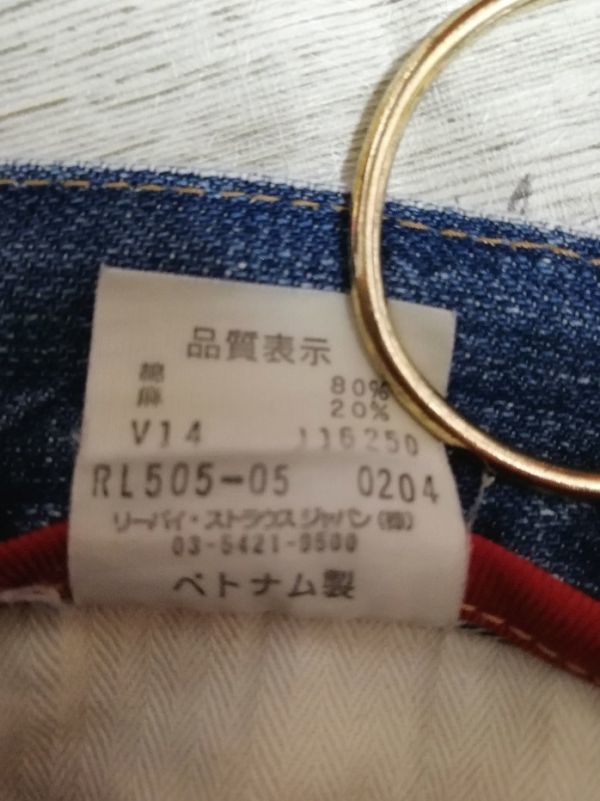 品質表示
綿 80%
麻 20%
V14 116250
RL505-05 0204
リーバイ・ストラウス ジャパン(株)
03-5421-9500
ベトナム製